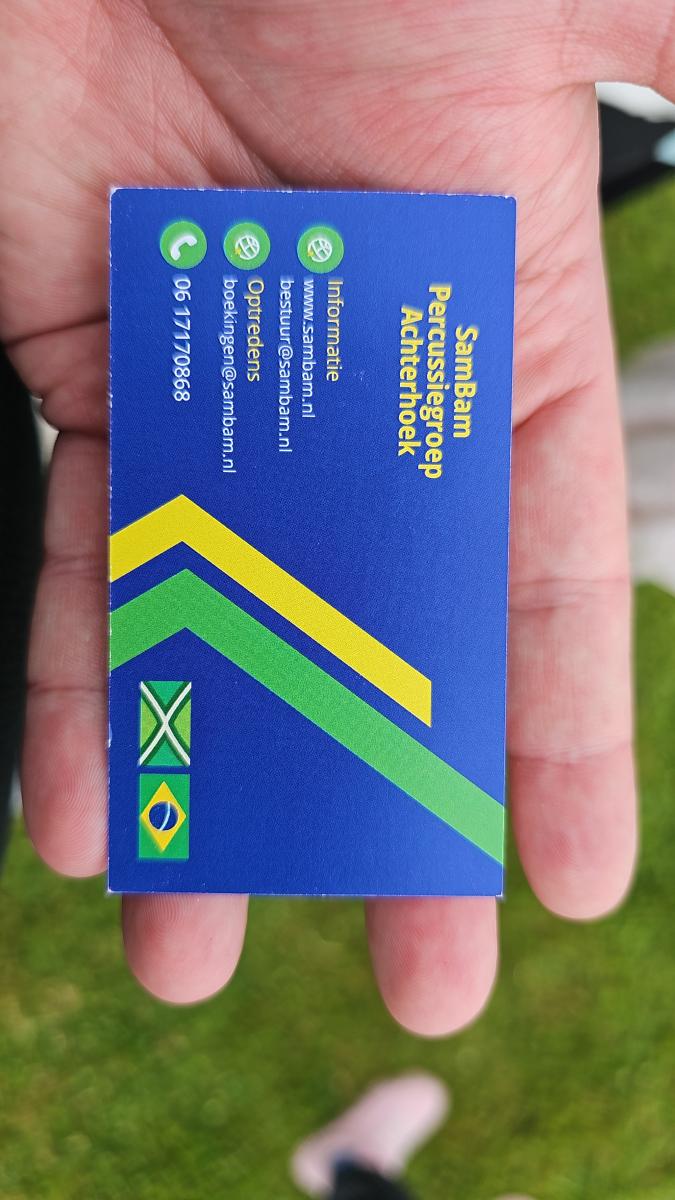 SamBam
Percussiegroep
Achterhoek
Informatie
www.sambam.nl
bestuur@sambam.nl
Optredens
boekingen@sambam.nl
06 17170868